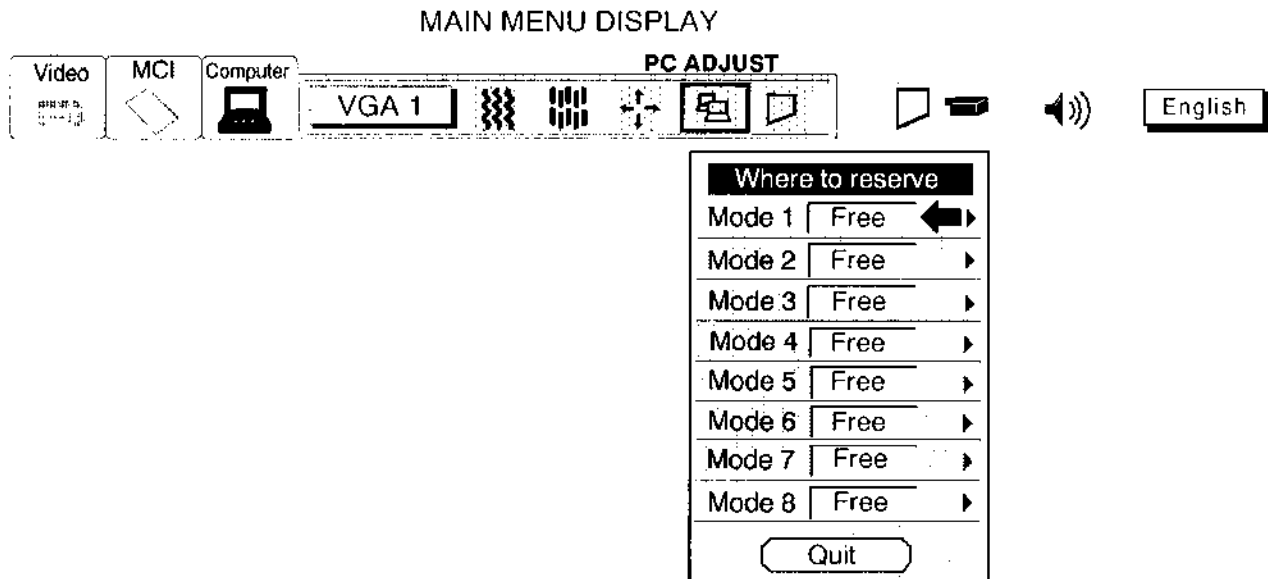 MAIN MENU DISPLAY
Video MCI Computer PC ADJUST
VGA 1 English
Where to reserve
Mode 1 Free
Mode 2 Free
Mode 3 Free
Mode 4 Free
Mode 5 Free
Mode 6 Free
Mode 7 Free
Mode 8 Free
Quit